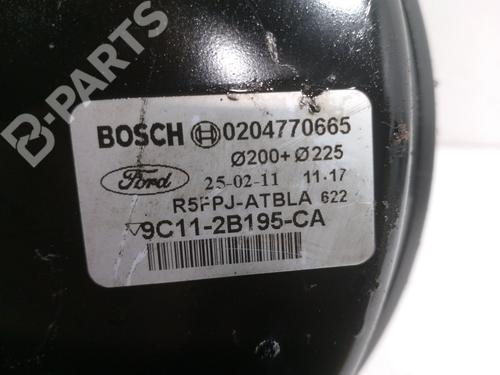 B-PARTS
BOSCH 0204770665
Ø200+Ø225
Ford 25-02-11 11.17
R5FPJ-ATBLA 622
9C11-2B195-CA